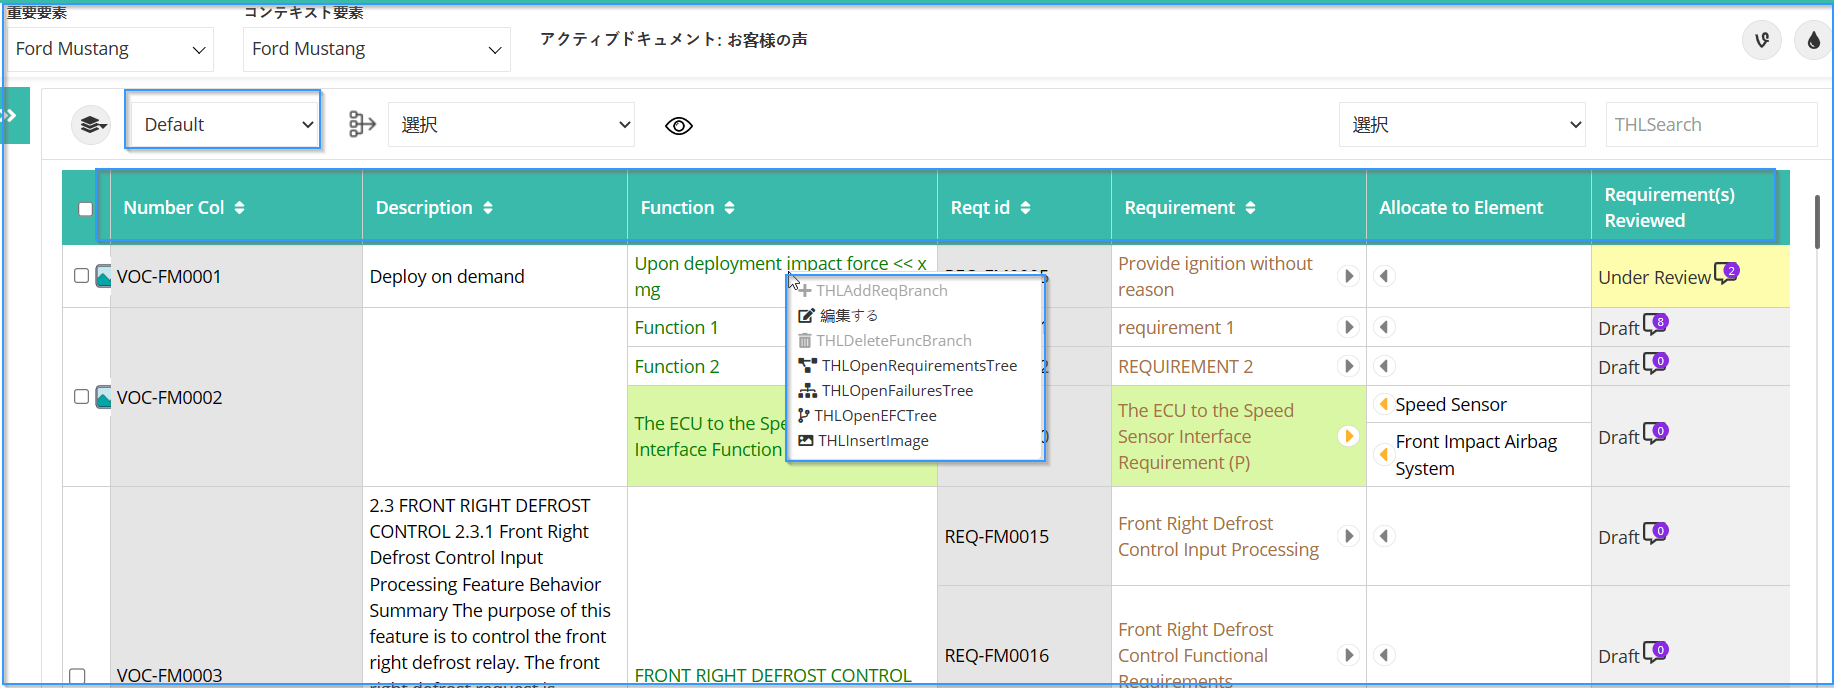 重要要素
コンテキスト要素
Ford Mustang
Ford Mustang
アクティブドキュメント: お客様の声
Default
選択
選択
THLSearch
Number Col
Description
Function
Reqt id
Requirement
Allocate to Element
Requirement(s)
Reviewed
VOC-FM0001
Deploy on demand
Upon deployment impact force << x
mg
Provide ignition without
reason
Under Review
2
THLAddReqBranch
編集する
THLDeleteFuncBranch
THLOpenRequirementsTree
THLOpenFailuresTree
THLOpenEFCTree
THLInsertImage
VOC-FM0002
Function 1
requirement 1
Draft
8
Function 2
2
REQUIREMENT 2
Draft
0
The ECU to the Spe
Interface Function
0
The ECU to the Speed
Sensor Interface
Requirement (P)
Speed Sensor
Front Impact Airbag
System
Draft
0
VOC-FM0003
2.3 FRONT RIGHT DEFROST
CONTROL 2.3.1 Front Right
Defrost Control Input
Processing Feature Behavior
Summary The purpose of this
feature is to control the front
right defrost relay. The front
right defrost request is
FRONT RIGHT DEFROST CONTROL
REQ-FM0015
Front Right Defrost
Control Input Processing
Draft
0
REQ-FM0016
Front Right Defrost
Control Functional
Requirements
Draft
0